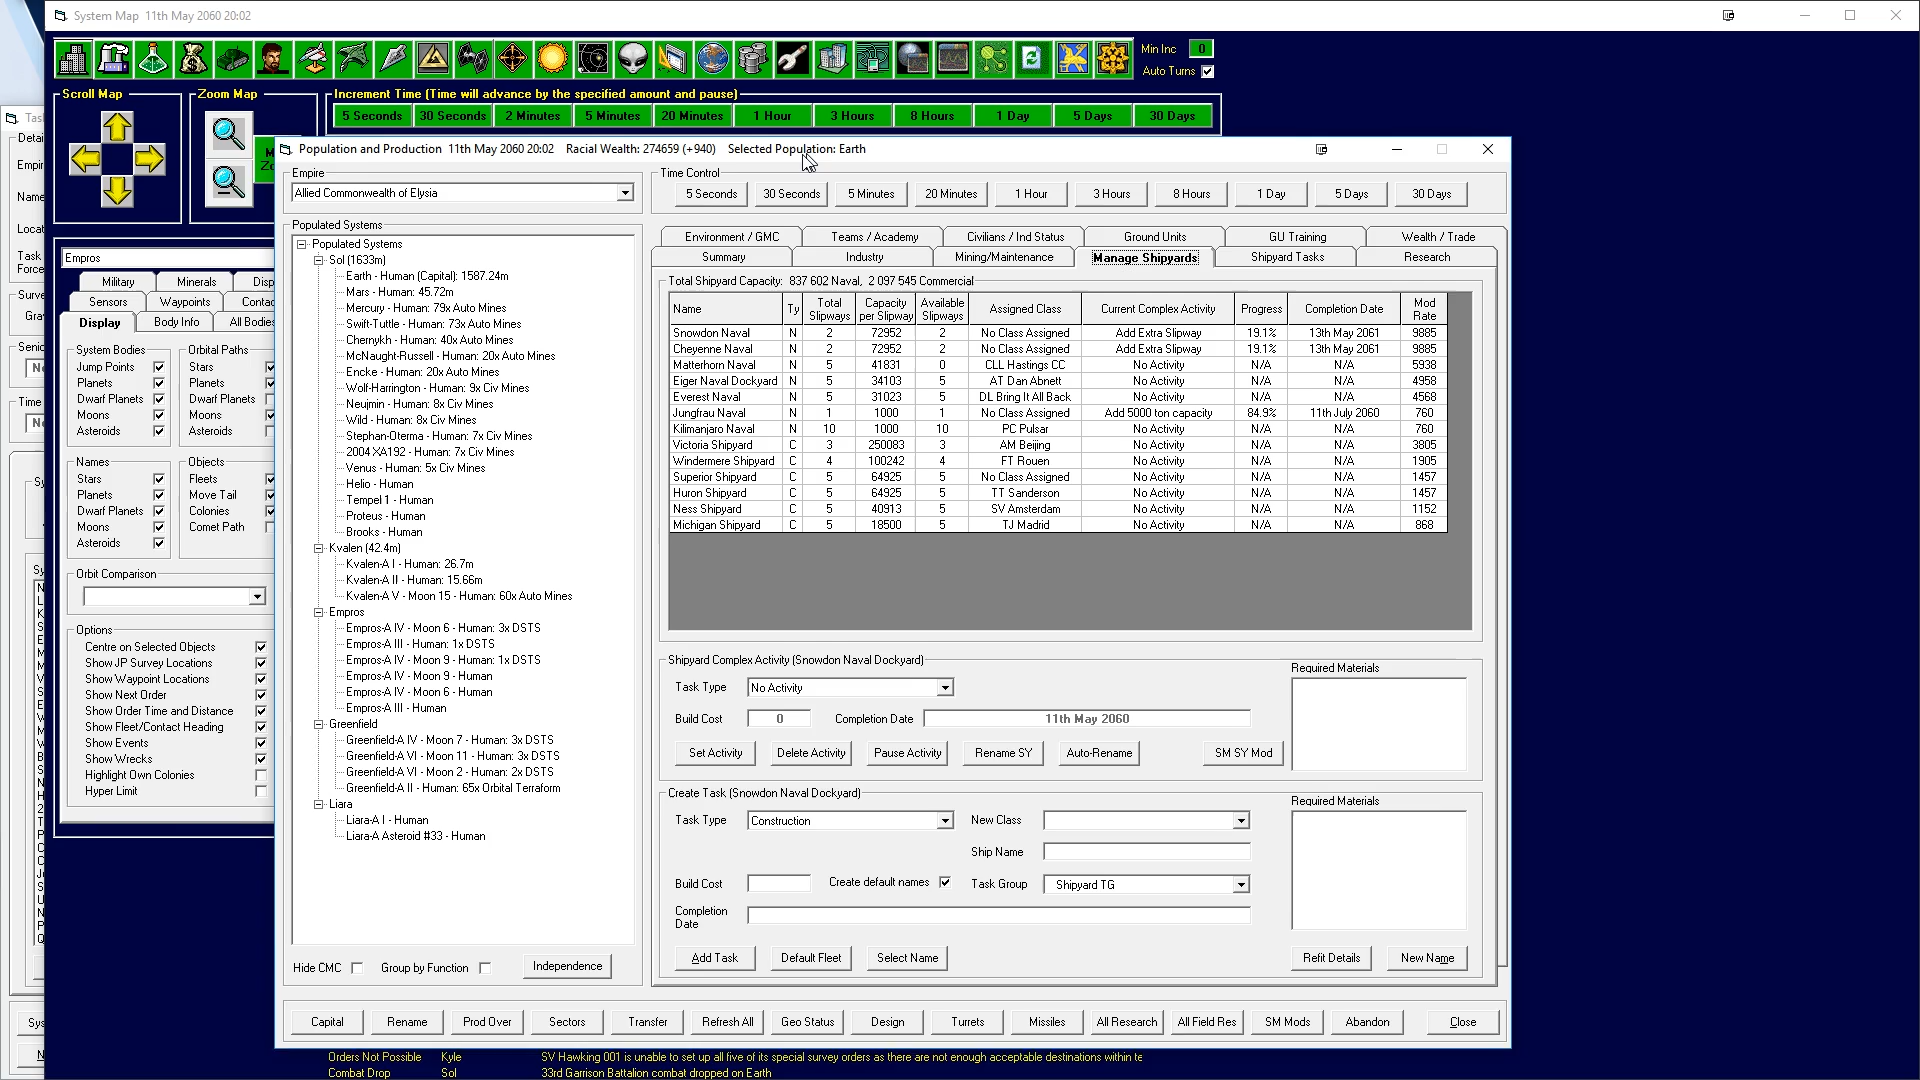 System Map 11th May 2060 20:02
Min Inc 0
Auto Turns
Scroll Map
Zoom Map
Increment Time (Time will advance by the specified amount and pause)
5 Seconds 30 Seconds 2 Minutes 5 Minutes 20 Minutes 1 Hour 3 Hours 8 Hours 1 Day 5 Days 30 Days
Population and Production 11th May 2060 20:02 Racial Wealth: 274659 (+940) Selected Population: Earth
Empire
Allied Commonwealth of Elysia
Time Control
5 Seconds 30 Seconds 5 Minutes 20 Minutes 1 Hour 3 Hours 8 Hours 1 Day 5 Days 30 Days
Environment / GMC Teams / Academy Civilians / Ind Status Ground Units GU Training Wealth / Trade
Summary Industry Mining/Maintenance Manage Shipyards Shipyard Tasks Research
Empros
Military Minerals
Sensors Waypoints
Display Body Info All Bodies
System Bodies
Jump Points
Planets
Dwarf Planets
Moons
Asteroids
Orbital Paths
Stars
Planets
Dwarf Planets
Moons
Asteroids
Names
Stars
Planets
Dwarf Planets
Moons
Asteroids
Objects
Fleets
Move Tail
Colonies
Comet Path
Orbit Comparison
Options
Centre on Selected Objects
Show JP Survey Locations
Show Waypoint Locations
Show Next Order
Show Order Time and Distance
Show Fleet/Contact Heading
Show Events
Show Wrecks
Highlight Own Colonies
Hyper Limit
Populated Systems
Populated Systems
Sol (1633m)
Earth - Human (Capital): 1587.24m
Mars - Human: 45.72m
Mercury - Human: 79x Auto Mines
Swift-Tuttle - Human: 73x Auto Mines
Chernykh - Human: 40x Auto Mines
McNaught-Russell - Human: 20x Auto Mines
Encke - Human: 20x Auto Mines
Wolf-Harrington - Human: 9x Civ Mines
Neujmin - Human: 8x Civ Mines
Wild - Human: 8x Civ Mines
Stephan-Oterma - Human: 7x Civ Mines
2004 XA192 - Human: 7x Civ Mines
Venus - Human: 5x Civ Mines
Helio - Human
Tempel 1 - Human
Proteus - Human
Brooks - Human
Kvalen (42.4m)
Kvalen-A I - Human: 26.7m
Kvalen-A II - Human: 15.66m
Kvalen-A V - Moon 15 - Human: 60x Auto Mines
Empros
Empros-A IV - Moon 6 - Human: 3x DSTS
Empros-A III - Human: 1x DSTS
Empros-A IV - Moon 9 - Human: 1x DSTS
Empros-A IV - Moon 9 - Human
Empros-A IV - Moon 6 - Human
Empros-A III - Human
Greenfield
Greenfield-A IV - Moon 7 - Human: 3x DSTS
Greenfield-A VI - Moon 11 - Human: 3x DSTS
Greenfield-A VI - Moon 2 - Human: 2x DSTS
Greenfield-A II - Human: 65x Orbital Terraform
Liara
Liara-A I - Human
Liara-A Asteroid #33 - Human
Hide CMC Group by Function Independence
Total Shipyard Capacity: 837 602 Naval, 2 097 545 Commercial
Name Ty Total Slipways Capacity per Slipway Available Slipways Assigned Class Current Complex Activity Progress Completion Date Mod Rate
Snowdon Naval N 2 72952 2 No Class Assigned Add Extra Slipway 19.1% 13th May 2061 9885
Cheyenne Naval N 2 72952 2 No Class Assigned Add Extra Slipway 19.1% 13th May 2061 9885
Matterhorn Naval N 5 41831 0 CLL Hastings CC No Activity N/A N/A 5938
Eiger Naval Dockyard N 5 34103 5 AT Dan Abnett No Activity N/A N/A 4958
Everest Naval N 5 31023 5 DL Bring It All Back No Activity N/A N/A 4568
Jungfrau Naval N 1 1000 1 No Class Assigned Add 5000 ton capacity 84.9% 11th July 2060 760
Kilimanjaro Naval N 10 1000 10 PC Pulsar No Activity N/A N/A 760
Victoria Shipyard C 3 250083 3 AM Beijing No Activity N/A N/A 3805
Windermere Shipyard C 4 100242 4 FT Rouen No Activity N/A N/A 1905
Superior Shipyard C 5 64925 5 No Class Assigned No Activity N/A N/A 1457
Huron Shipyard C 5 64925 5 TT Sanderson No Activity N/A N/A 1457
Ness Shipyard C 5 40913 5 SV Amsterdam No Activity N/A N/A 1152
Michigan Shipyard C 5 18500 5 TJ Madrid No Activity N/A N/A 868
Shipyard Complex Activity (Snowdon Naval Dockyard)
Required Materials
Task Type No Activity
Build Cost 0 Completion Date 11th May 2060
Set Activity Delete Activity Pause Activity Rename SY Auto-Rename SM SY Mod
Create Task (Snowdon Naval Dockyard)
Required Materials
Task Type Construction New Class
Ship Name
Build Cost Create default names Task Group Shipyard TG
Completion Date
Add Task Default Fleet Select Name Refit Details New Name
Capital Rename Prod Over Sectors Transfer Refresh All Geo Status Design Turrets Missiles All Research All Field Res SM Mods Abandon Close
Orders Not Possible Kyle SV Hawking 001 is unable to set up all five of its special survey orders as there are not enough acceptable destinations within
Combat Drop Sol 33rd Garrison Battalion combat dropped on Earth